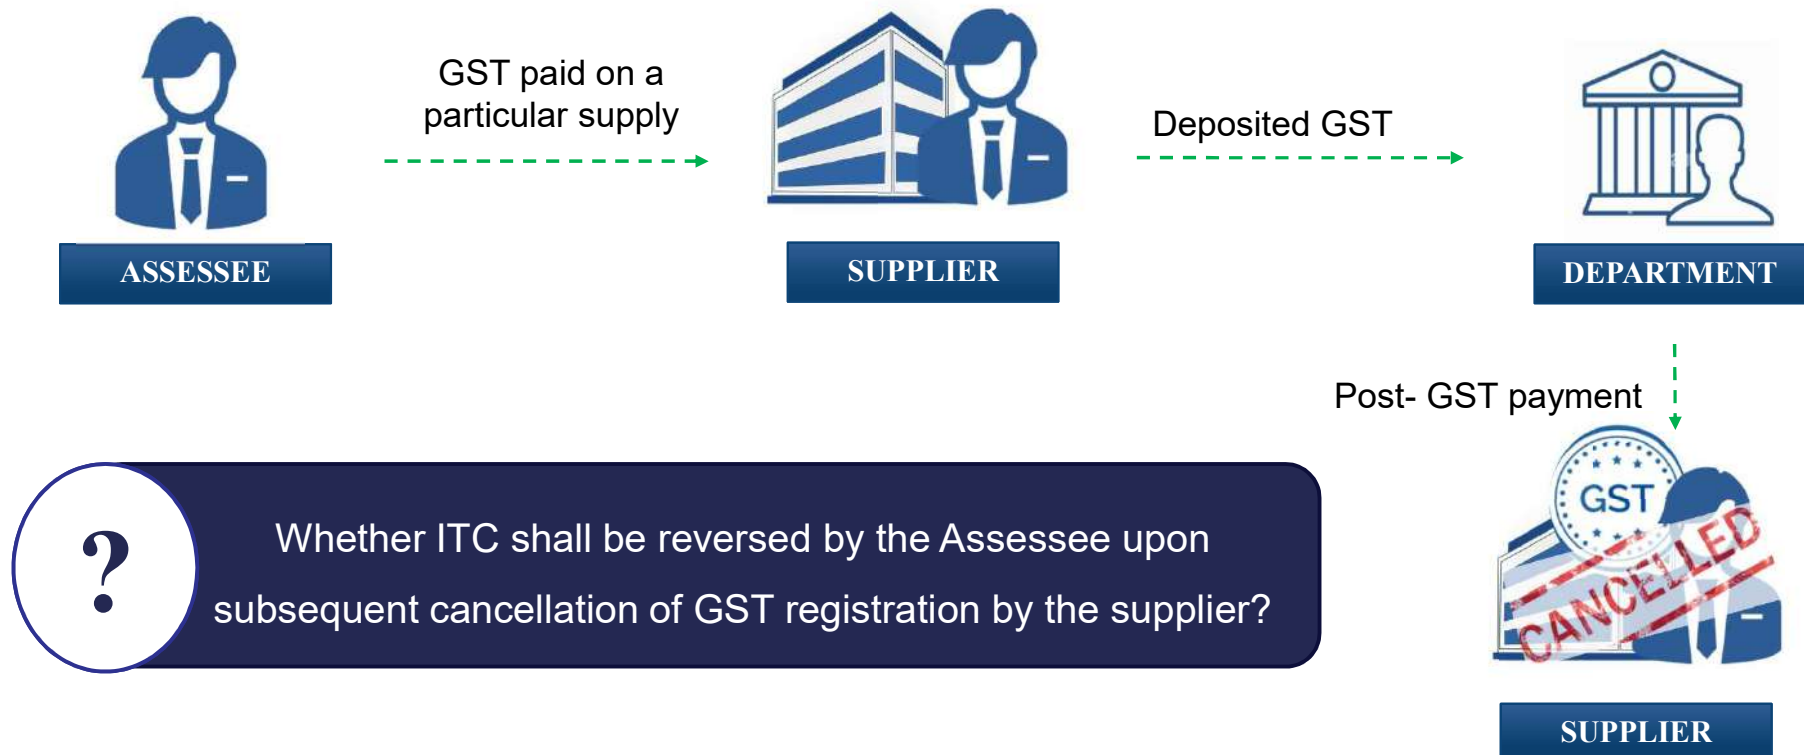 GST paid on a
particular supply
Deposited GST
ASSESSEE
SUPPLIER
DEPARTMENT
Post- GST payment
?
Whether ITC shall be reversed by the Assessee upon
subsequent cancellation of GST registration by the supplier?
GST
CANCELLED
SUPPLIER